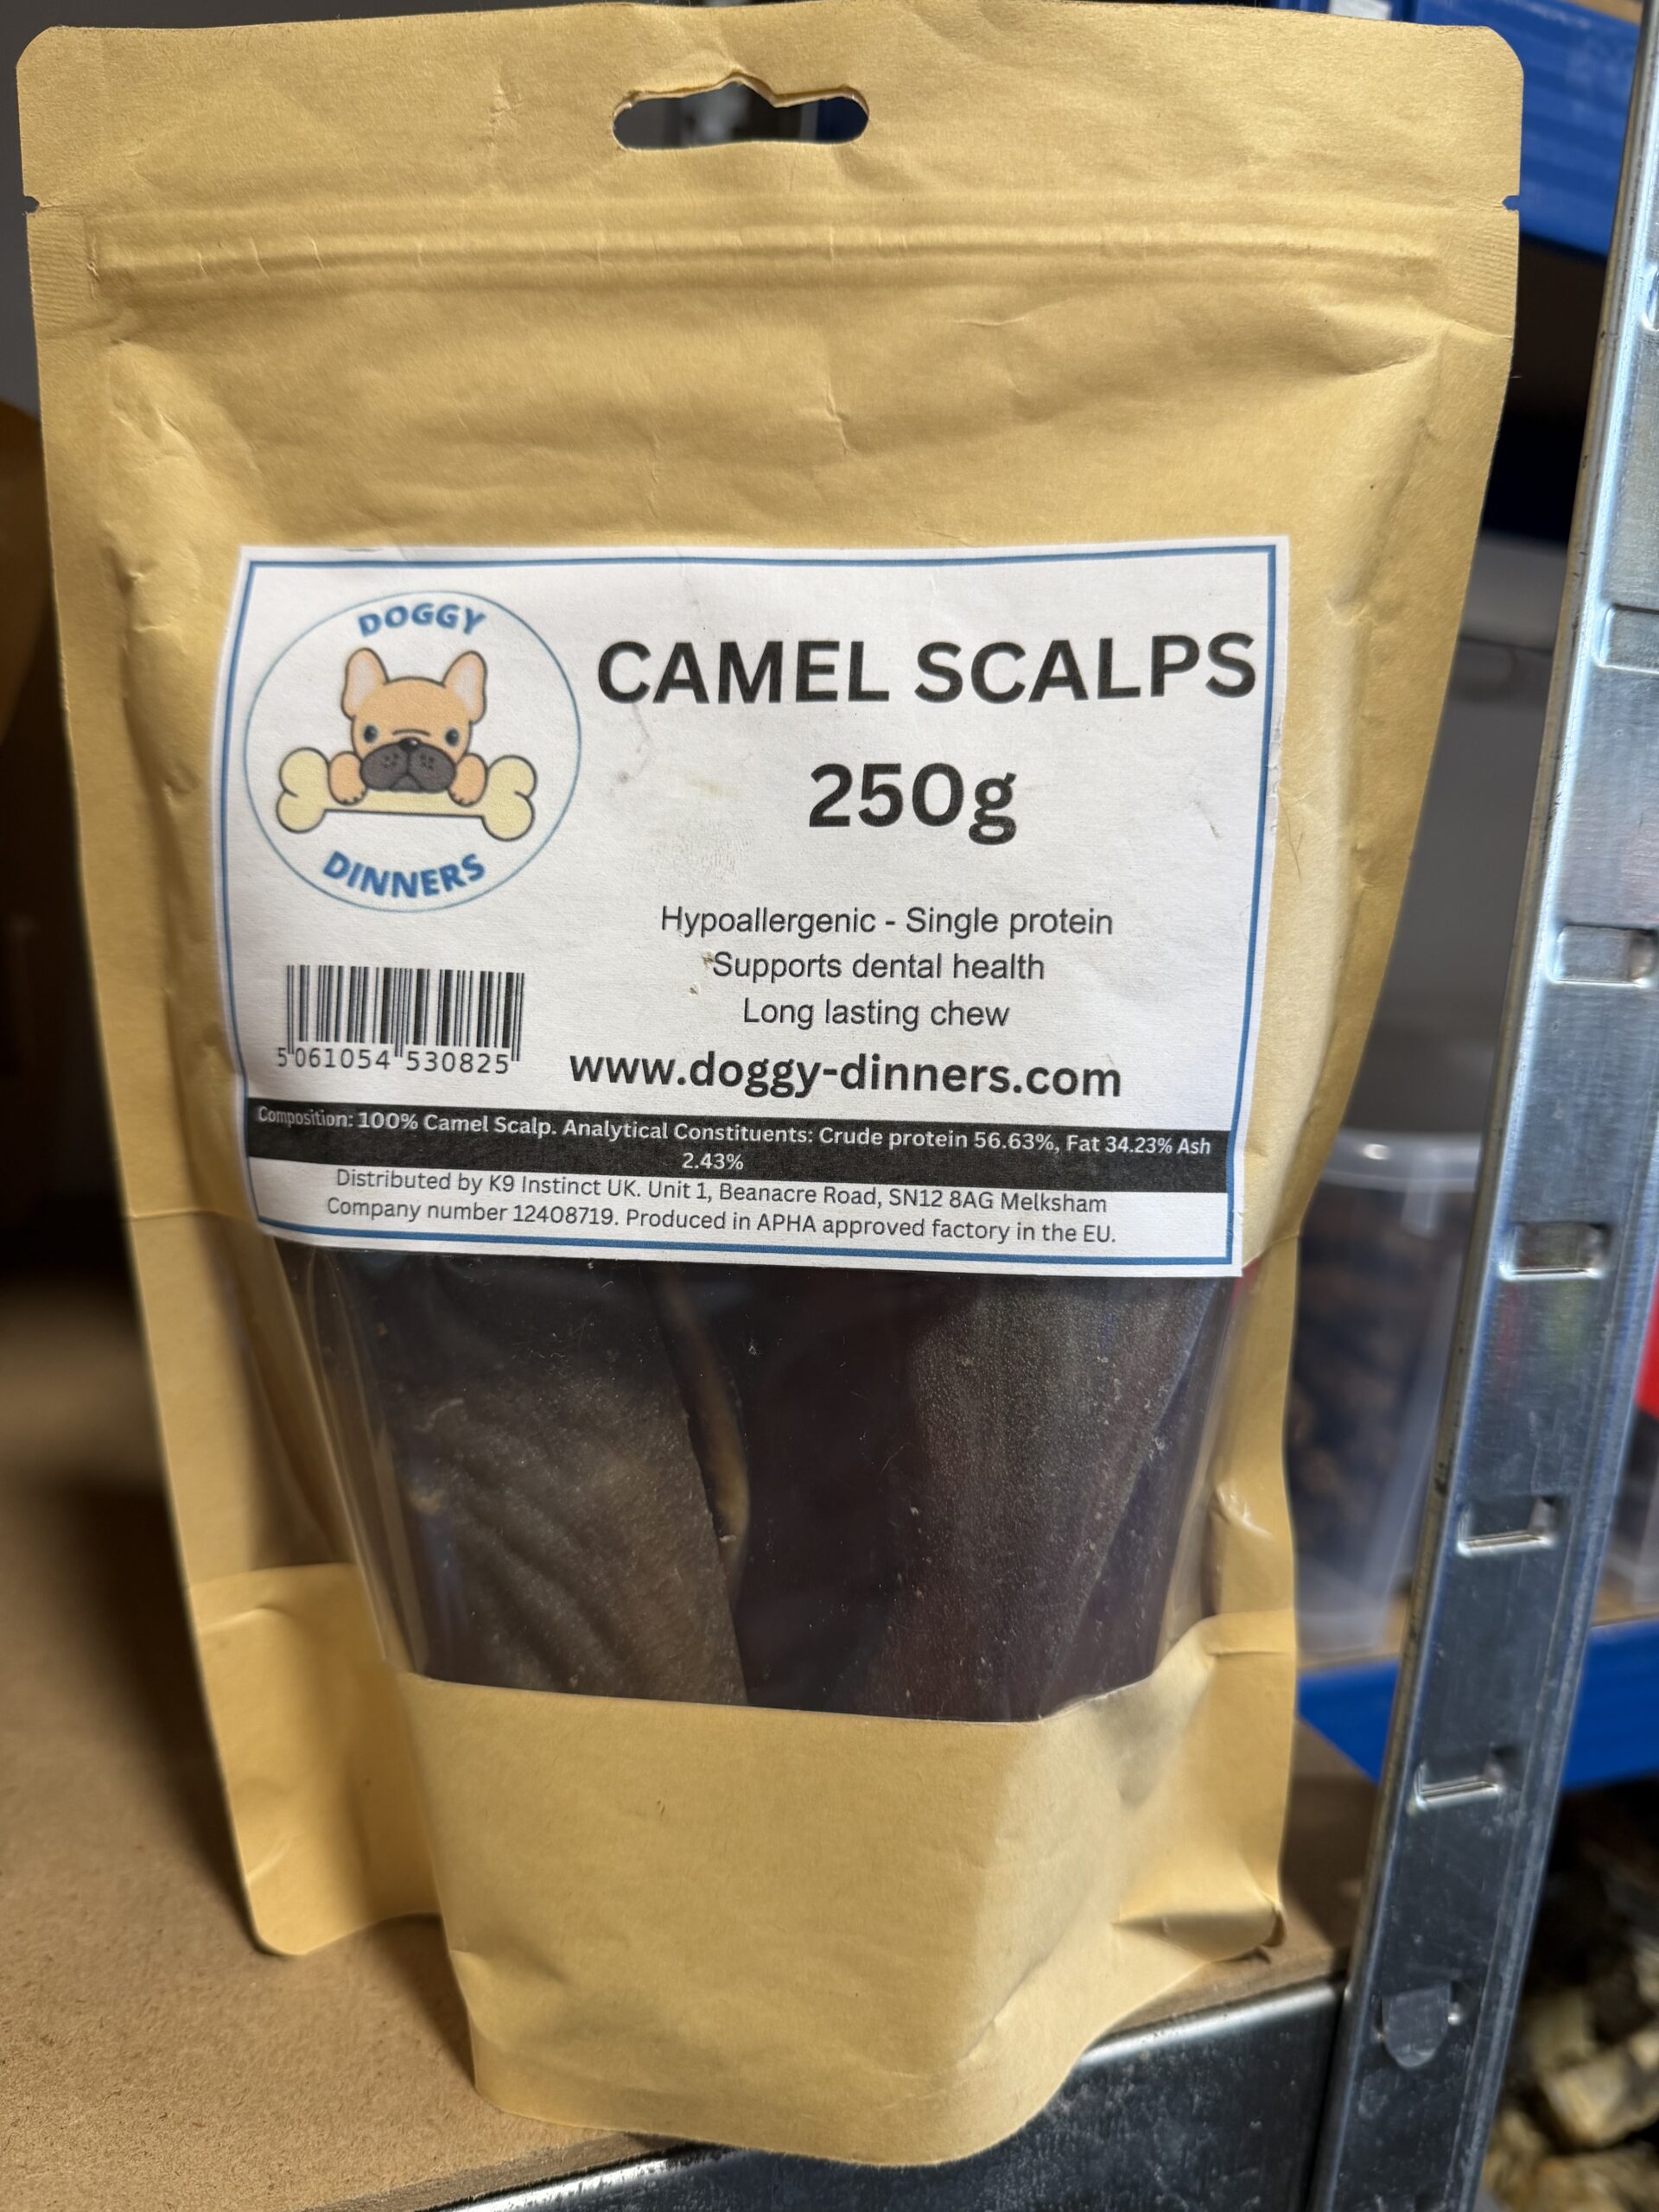 DOGGY
DINNERS
CAMEL SCALPS
250g
Hypoallergenic - Single protein
Supports dental health
Long lasting chew
www.doggy-dinners.com
5 061054 530825
Composition: 100% Camel Scalp. Analytical Constituents: Crude protein 56.63%, Fat 34.23% Ash
2.43%
Distributed by K9 Instinct UK. Unit 1, Beanacre Road, SN12 8AG Melksham
Company number 12408719. Produced in APHA approved factory in the EU.